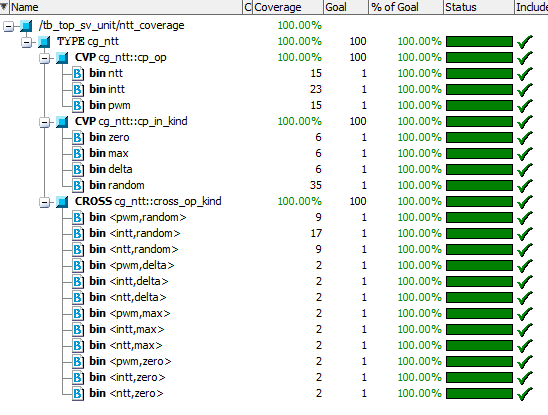 Name C Coverage Goal % of Goal Status Include
/tb_top_sv_unit/ntt_coverage 100.00%
TYPE cg_ntt 100.00% 100 100.00%
CVP cg_ntt::cp_op 100.00% 100 100.00%
B] bin ntt 15 1 100.00%
B] bin intt 23 1 100.00%
B] bin pwm 15 1 100.00%
CVP cg_ntt::cp_in_kind 100.00% 100 100.00%
B] bin zero 6 1 100.00%
B] bin max 6 1 100.00%
B] bin delta 6 1 100.00%
B] bin random 35 1 100.00%
CROSS cg_ntt::cross_op_kind 100.00% 100 100.00%
B] bin <pwm,random> 9 1 100.00%
B] bin <intt,random> 17 1 100.00%
B] bin <ntt,random> 9 1 100.00%
B] bin <pwm,delta> 2 1 100.00%
B] bin <intt,delta> 2 1 100.00%
B] bin <ntt,delta> 2 1 100.00%
B] bin <pwm,max> 2 1 100.00%
B] bin <intt,max> 2 1 100.00%
B] bin <ntt,max> 2 1 100.00%
B] bin <pwm,zero> 2 1 100.00%
B] bin <intt,zero> 2 1 100.00%
B] bin <ntt,zero> 2 1 100.00%